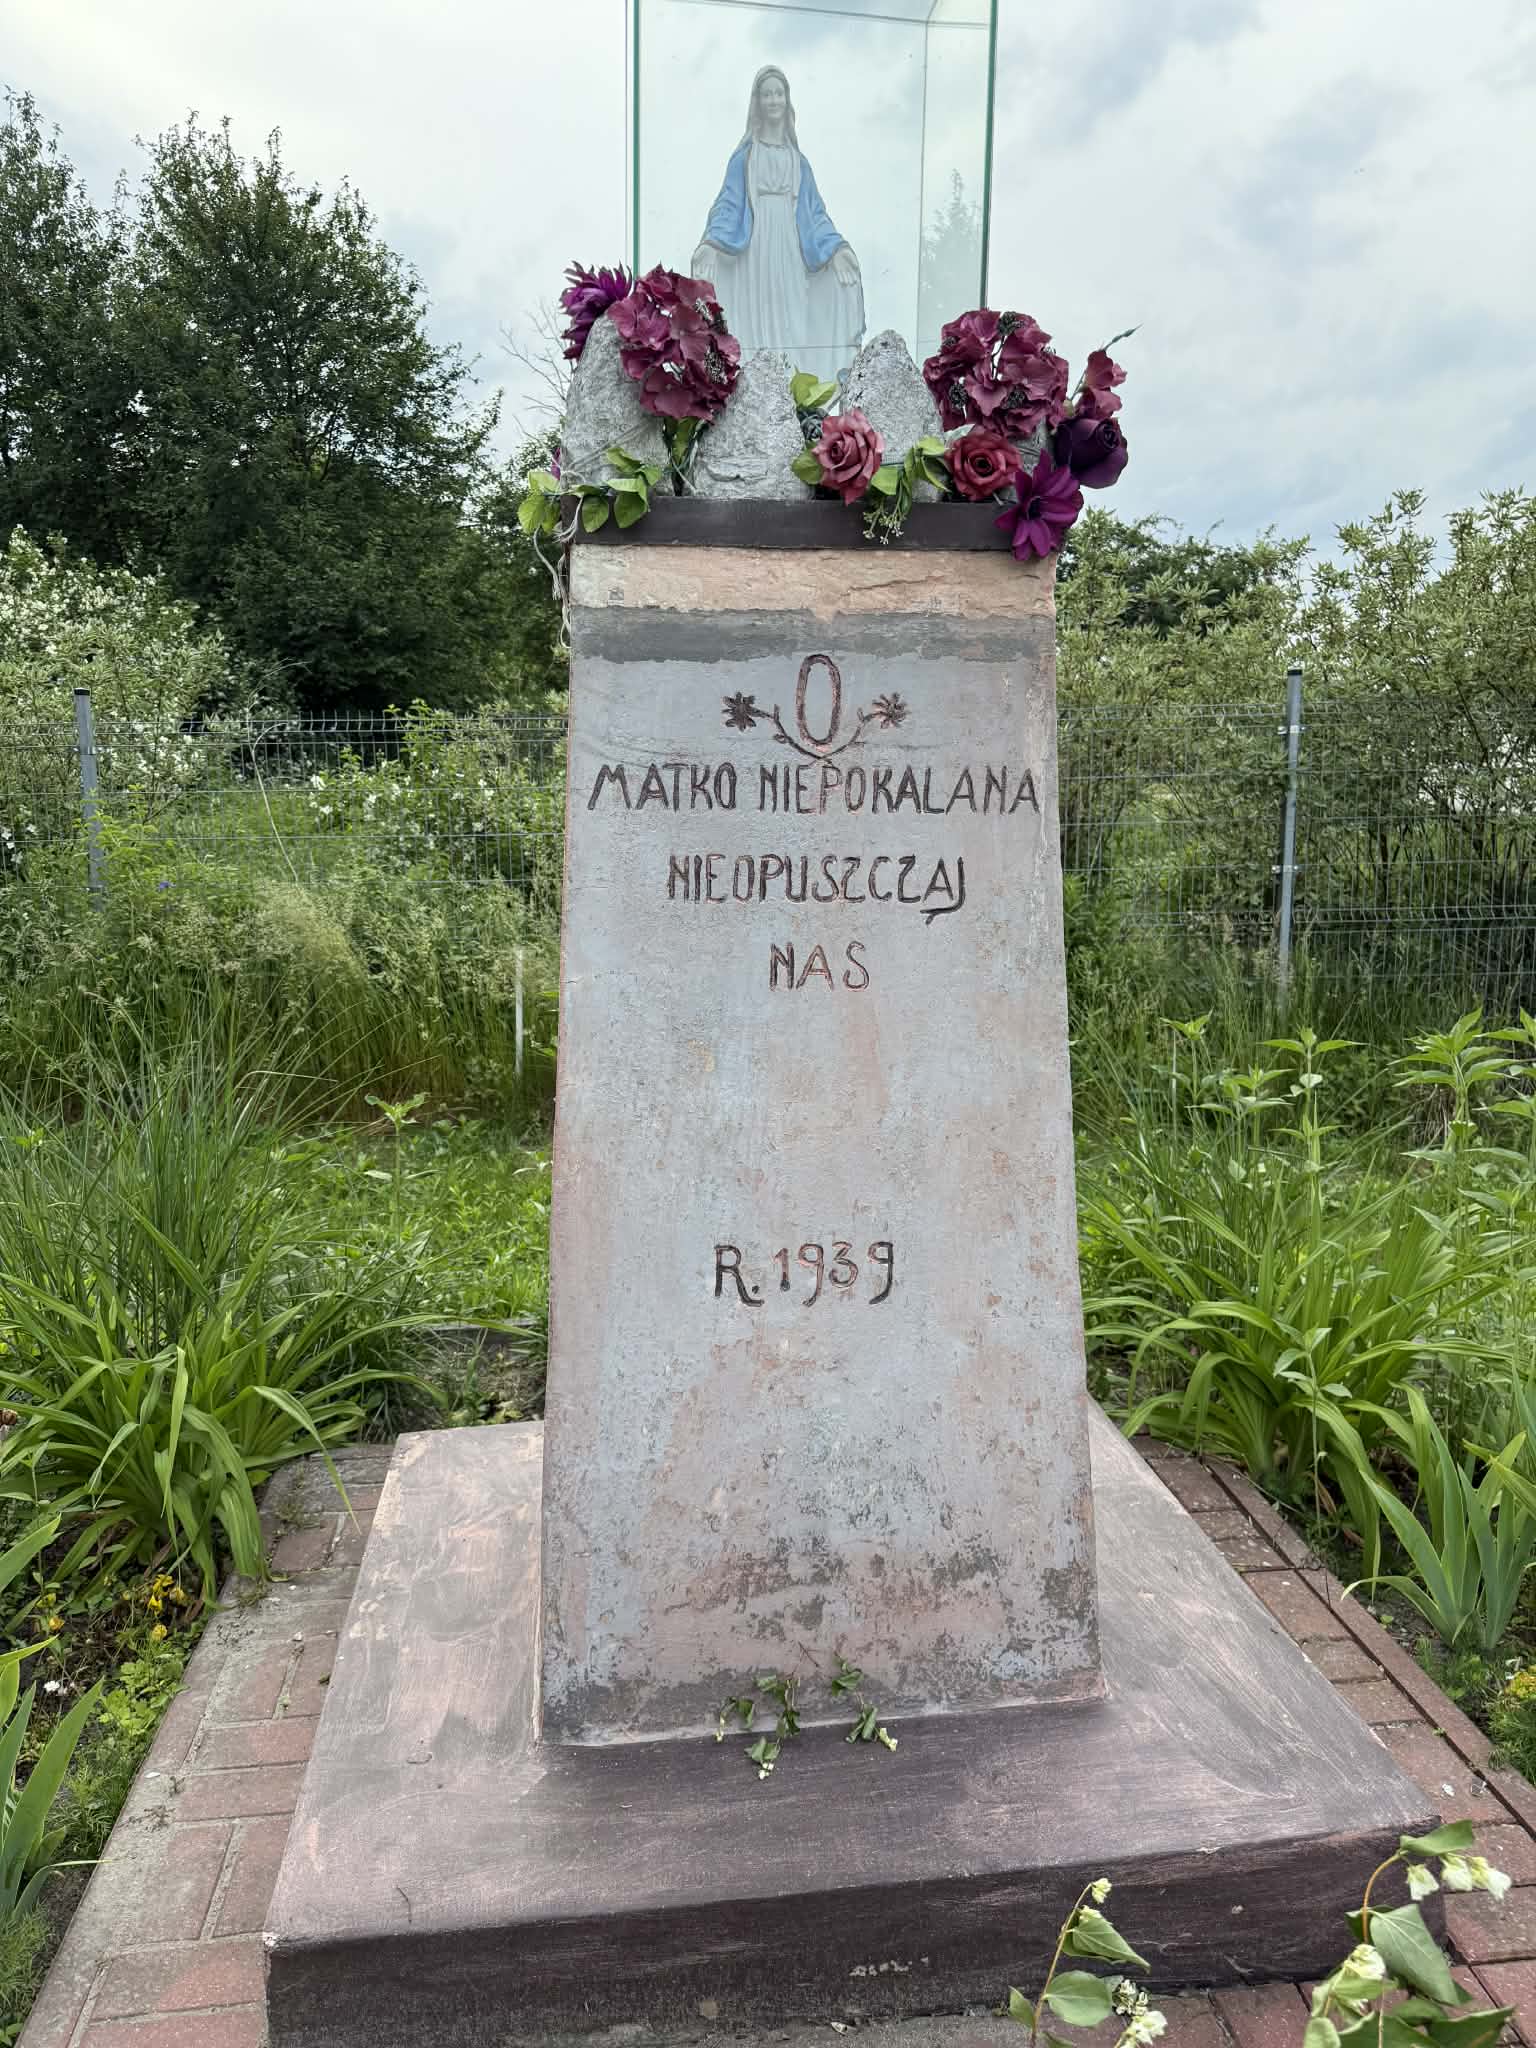 O
MATKO NIEPOKALANA
NIEOPUSZCZAJ
NAS
R. 1939